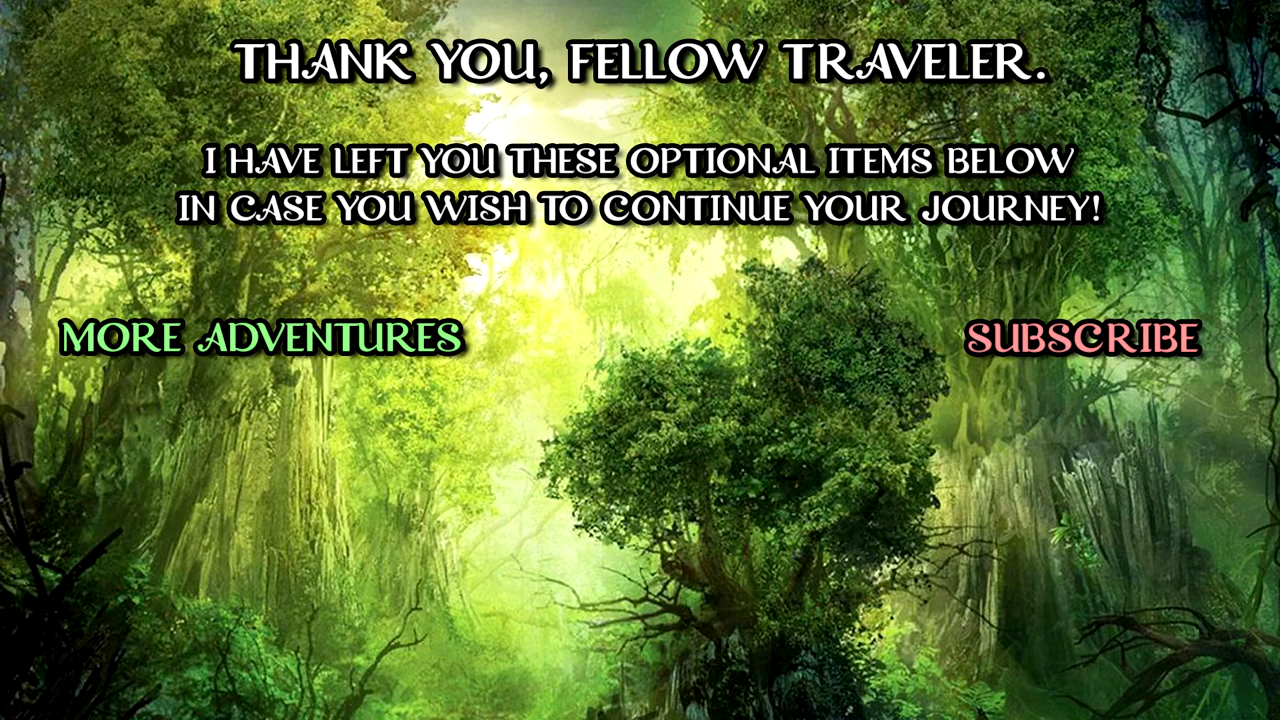 THANK YOU, FELLOW TRAVELER.
I HAVE LEFT YOU THESE OPTIONAL ITEMS BELOW
IN CASE YOU WISH TO CONTINUE YOUR JOURNEY!
MORE ADVENTURES
SUBSCRIBE